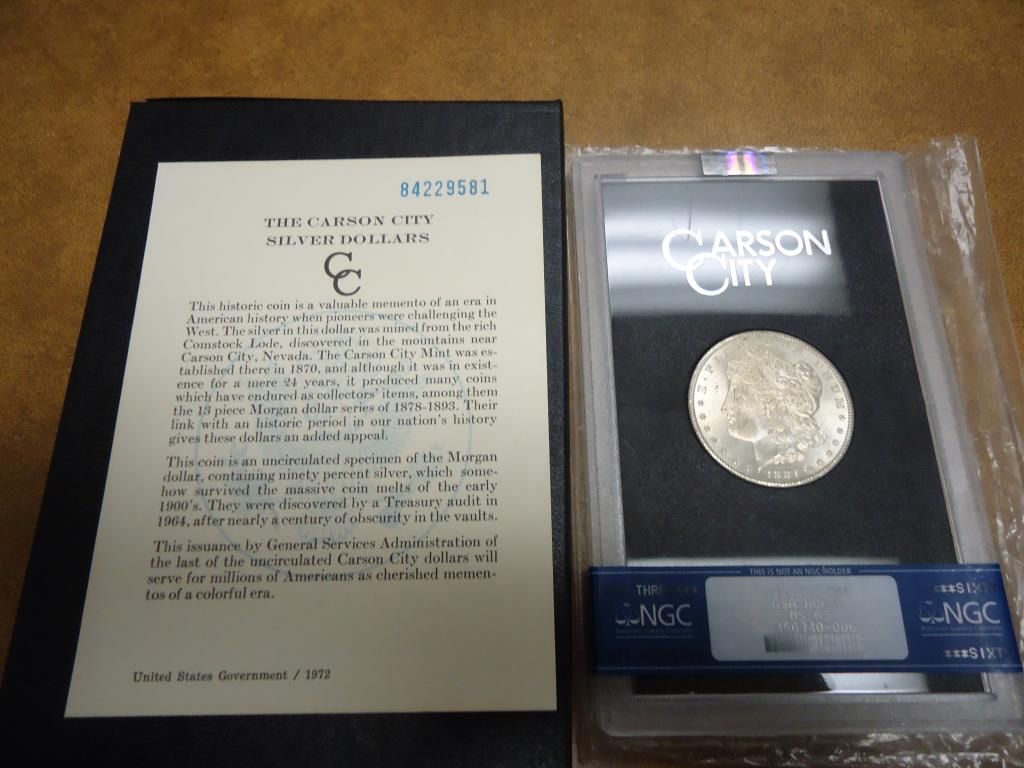 84229581
THE CARSON CITY
SILVER DOLLARS
CC
This historic coin is a valuable memento of an era in
American history when pioneers were challenging the
West. The silver in this dollar was mined from the rich
Comstock Lode, discovered in the mountains near
Carson City, Nevada. The Carson City Mint was es-
tablished there in 1870, and although it was in exist-
ence for a mere 24 years, it produced many coins
which have endured as collectors' items, among them
the 13 piece Morgan dollar series of 1878-1893. Their
link with an historic period in our nation's history
gives these dollars an added appeal.
This coin is an uncirculated specimen of the Morgan
dollar, containing ninety percent silver, which some-
how survived the massive coin melts of the early
1900's. They were discovered by a Treasury audit in
1964, after nearly a century of obscurity in the vaults.
This issuance by General Services Administration of
the last of the uncirculated Carson City dollars will
serve for millions of Americans as cherished memen-
tos of a colorful era.
United States Government / 1972
CARSON
CITY
THIS IS NOT AN NGC HOLDER
NGC
GSA
MS
NGC
***SIXT
***SIXT